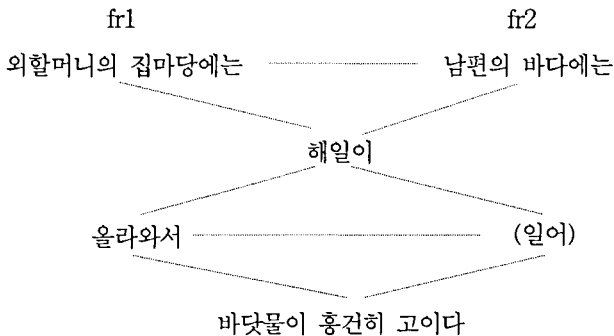 fr1 fr2
외할머니의 집마당에는 남편의 바다에는
해일이
올라와서 (일어)
바닷물이 흥건히 고이다